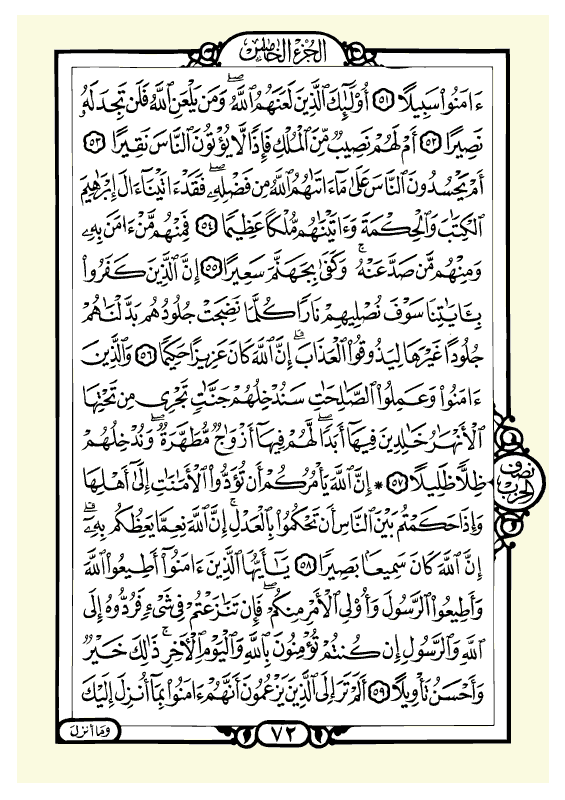 الجزء الخامس
ءَامَنُوا۟ سَبِيلًا ﴿٥١﴾ أُو۟لَٰٓئِكَ ٱلَّذِينَ لَعَنَهُمُ ٱللَّهُ ۖ وَمَن يَلْعَنِ ٱللَّهُ فَلَن تَجِدَ لَهُۥ
نَصِيرًا ﴿٥٢﴾ أَمْ لَهُمْ نَصِيبٌ مِّنَ ٱلْمُلْكِ فَإِذًا لَّا يُؤْتُونَ ٱلنَّاسَ نَقِيرًا ﴿٥٣﴾
أَمْ يَحْسُدُونَ ٱلنَّاسَ عَلَىٰ مَآ ءَاتَىٰهُمُ ٱللَّهُ مِن فَضْلِهِۦ ۖ فَقَدْ ءَاتَيْنَآ ءَالَ إِبْرَٰهِيمَ
ٱلْكِتَٰبَ وَٱلْحِكْمَةَ وَءَاتَيْنَٰهُم مُّلْكًا عَظِيمًا ﴿٥٤﴾ فَمِنْهُم مَّنْ ءَامَنَ بِهِۦ
وَمِنْهُم مَّن صَدَّ عَنْهُ ۚ وَكَفَىٰ بِجَهَنَّمَ سَعِيرًا ﴿٥٥﴾ إِنَّ ٱلَّذِينَ كَفَرُوا۟
بِـَٔايَٰتِنَا سَوْفَ نُصْلِيهِمْ نَارًا كُلَّمَا نَضِجَتْ جُلُودُهُم بَدَّلْنَٰهُمْ
جُلُودًا غَيْرَهَا لِيَذُوقُوا۟ ٱلْعَذَابَ ۗ إِنَّ ٱللَّهَ كَانَ عَزِيزًا حَكِيمًا ﴿٥٦﴾ وَٱلَّذِينَ
ءَامَنُوا۟ وَعَمِلُوا۟ ٱلصَّٰلِحَٰتِ سَنُدْخِلُهُمْ جَنَّٰتٍ تَجْرِى مِن تَحْتِهَا
ٱلْأَنْهَٰرُ خَٰلِدِينَ فِيهَآ أَبَدًا ۖ لَّهُمْ فِيهَآ أَزْوَٰجٌ مُّطَهَّرَةٌ ۖ وَنُدْخِلُهُمْ
ظِلًّا ظَلِيلًا ﴿٥٧﴾ * إِنَّ ٱللَّهَ يَأْمُرُكُمْ أَن تُؤَدُّوا۟ ٱلْأَمَٰنَٰتِ إِلَىٰٓ أَهْلِهَا
وَإِذَا حَكَمْتُم بَيْنَ ٱلنَّاسِ أَن تَحْكُمُوا۟ بِٱلْعَدْلِ ۚ إِنَّ ٱللَّهَ نِعِمَّا يَعِظُكُم بِهِۦٓ ۗ
إِنَّ ٱللَّهَ كَانَ سَمِيعًۢا بَصِيرًا ﴿٥٨﴾ يَٰٓأَيُّهَا ٱلَّذِينَ ءَامَنُوٓا۟ أَطِيعُوا۟ ٱللَّهَ
وَأَطِيعُوا۟ ٱلرَّسُولَ وَأُو۟لِى ٱلْأَمْرِ مِنكُمْ ۖ فَإِن تَنَٰزَعْتُمْ فِى شَىْءٍ فَرُدُّوهُ إِلَى
ٱللَّهِ وَٱلرَّسُولِ إِن كُنتُمْ تُؤْمِنُونَ بِٱللَّهِ وَٱلْيَوْمِ ٱلْأَخِرِ ۚ ذَٰلِكَ خَيْرٌ
وَأَحْسَنُ تَأْوِيلًا ﴿٥٩﴾ أَلَمْ تَرَ إِلَى ٱلَّذِينَ يَزْعُمُونَ أَنَّهُمْ ءَامَنُوا۟ بِمَآ أُنزِلَ إِلَيْكَ
نصف
الحزب
٧٢
وما أنزل